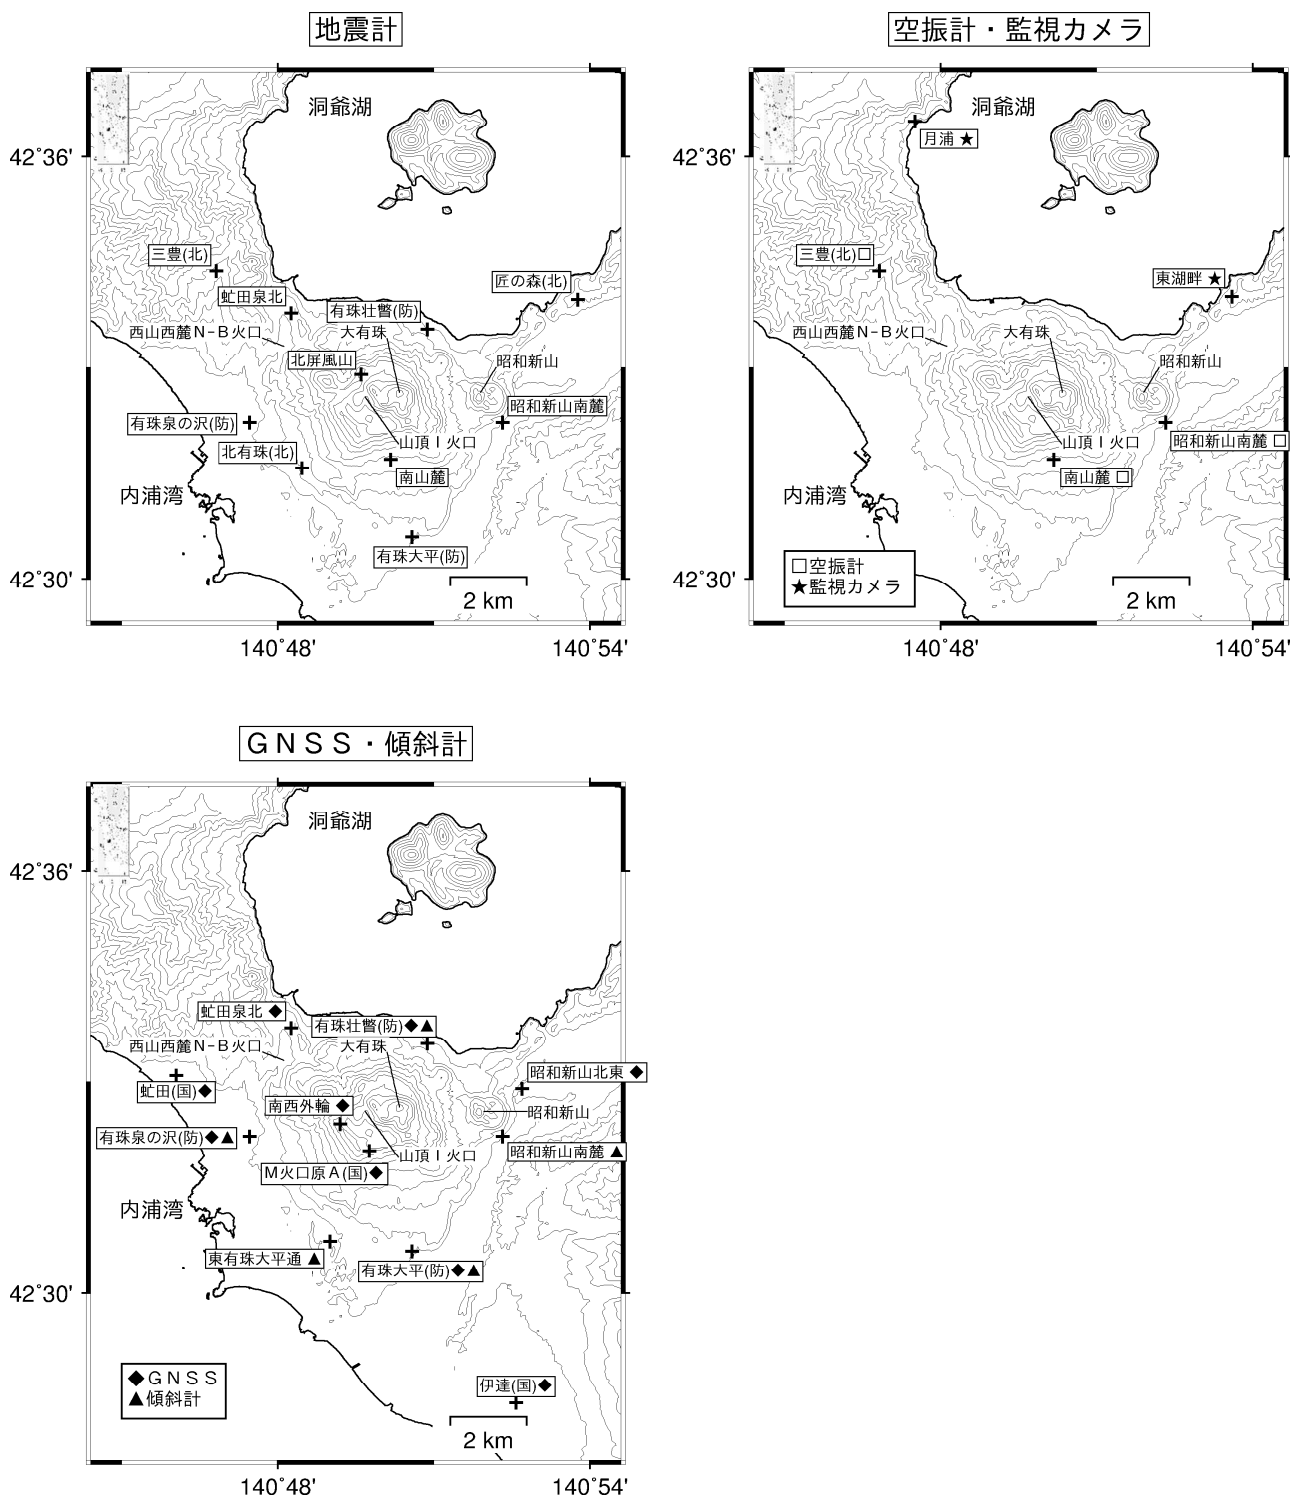 地震計
洞爺湖
42˚36'
三豊(北)
匠の森(北)
虻田泉北
有珠壮瞥(防)
西山西麓Ｎ−Ｂ火口
大有珠
北屏風山
昭和新山
昭和新山南麓
有珠泉の沢(防)
山頂Ｉ火口
北有珠(北)
南山麓
内浦湾
有珠大平(防)
42˚30'
2 km
140˚48'
140˚54'
空振計・監視カメラ
洞爺湖
月浦 ★
42˚36'
三豊(北)□
東湖畔 ★
西山西麓Ｎ−Ｂ火口
大有珠
昭和新山
山頂Ｉ火口
昭和新山南麓 □
南山麓 □
内浦湾
□空振計
★監視カメラ
42˚30'
2 km
140˚48'
140˚54'
ＧＮＳＳ・傾斜計
洞爺湖
42˚36'
虻田泉北 ◆
有珠壮瞥(防)◆▲
西山西麓Ｎ−Ｂ火口
大有珠
昭和新山北東 ◆
虻田(国)◆
南西外輪 ◆
昭和新山
有珠泉の沢(防)◆▲
昭和新山南麓 ▲
山頂Ｉ火口
Ｍ火口原Ａ(国)◆
内浦湾
東有珠大平通 ▲
有珠大平(防)◆▲
42˚30'
◆ＧＮＳＳ
▲傾斜計
伊達(国)◆
2 km
140˚48'
140˚54'